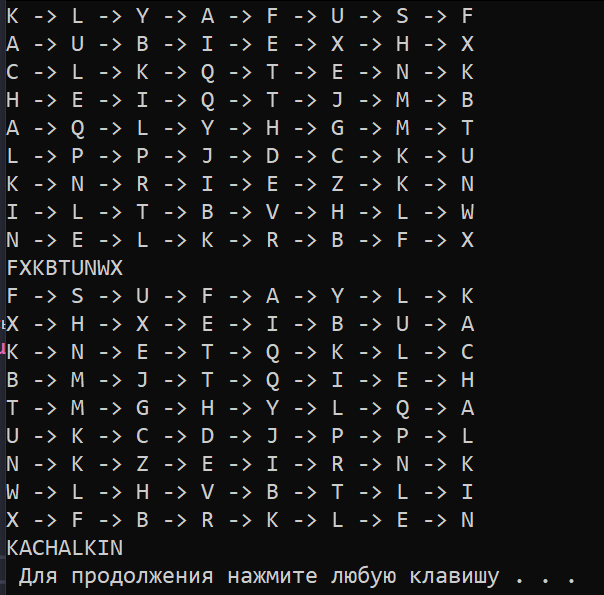 K -> L -> Y -> A -> F -> U -> S -> F
A -> U -> B -> I -> E -> X -> H -> X
C -> L -> K -> Q -> T -> E -> N -> K
H -> E -> I -> Q -> T -> J -> M -> B
A -> Q -> L -> Y -> H -> G -> M -> T
L -> P -> P -> J -> D -> C -> K -> U
K -> N -> R -> I -> E -> Z -> K -> N
I -> L -> T -> B -> V -> H -> L -> W
N -> E -> L -> K -> R -> B -> F -> X
FXKBTUNWX
F -> S -> U -> F -> A -> Y -> L -> K
X -> H -> X -> E -> I -> B -> U -> A
K -> N -> E -> T -> Q -> K -> L -> C
B -> M -> J -> T -> Q -> I -> E -> H
T -> M -> G -> H -> Y -> L -> Q -> A
U -> K -> C -> D -> J -> P -> P -> L
N -> K -> Z -> E -> I -> R -> N -> K
W -> L -> H -> V -> B -> T -> L -> I
X -> F -> B -> R -> K -> L -> E -> N
KACHALKIN
Для продолжения нажмите любую клавишу . . .